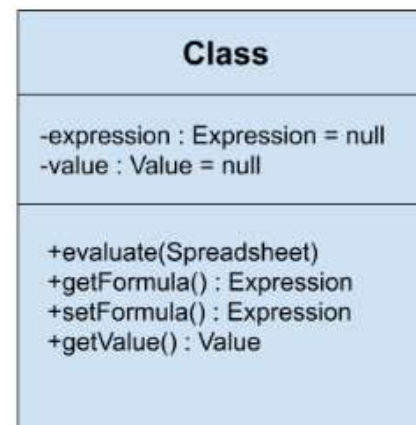 Class
-expression : Expression = null
-value : Value = null
+evaluate(Spreadsheet)
+getFormula() : Expression
+setFormula() : Expression
+getValue() : Value